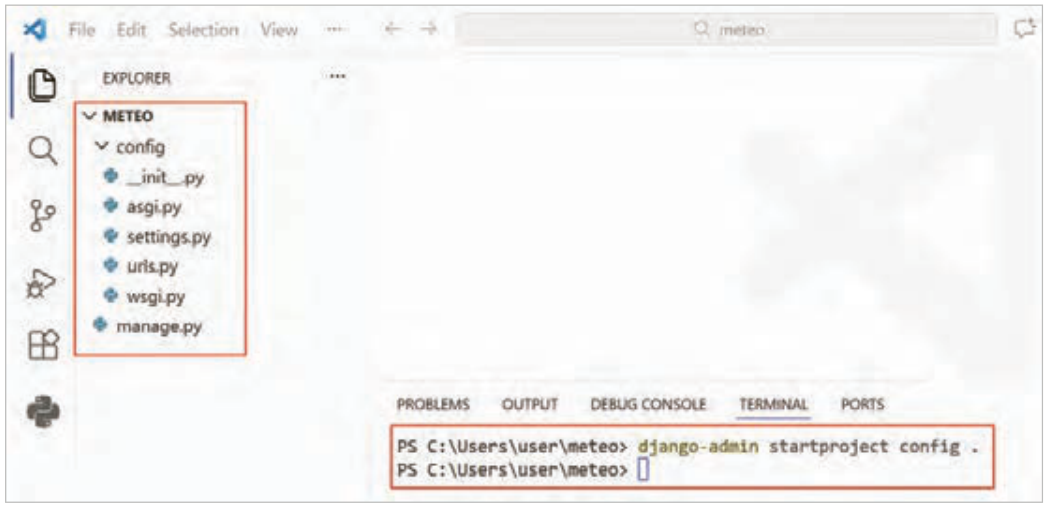 File Edit Selection View ... meteo
EXPLORER ...
METEO
config
__init__.py
asgi.py
settings.py
urls.py
wsgi.py
manage.py
PROBLEMS OUTPUT DEBUG CONSOLE TERMINAL PORTS
PS C:\Users\user\meteo> django-admin startproject config .
PS C:\Users\user\meteo>